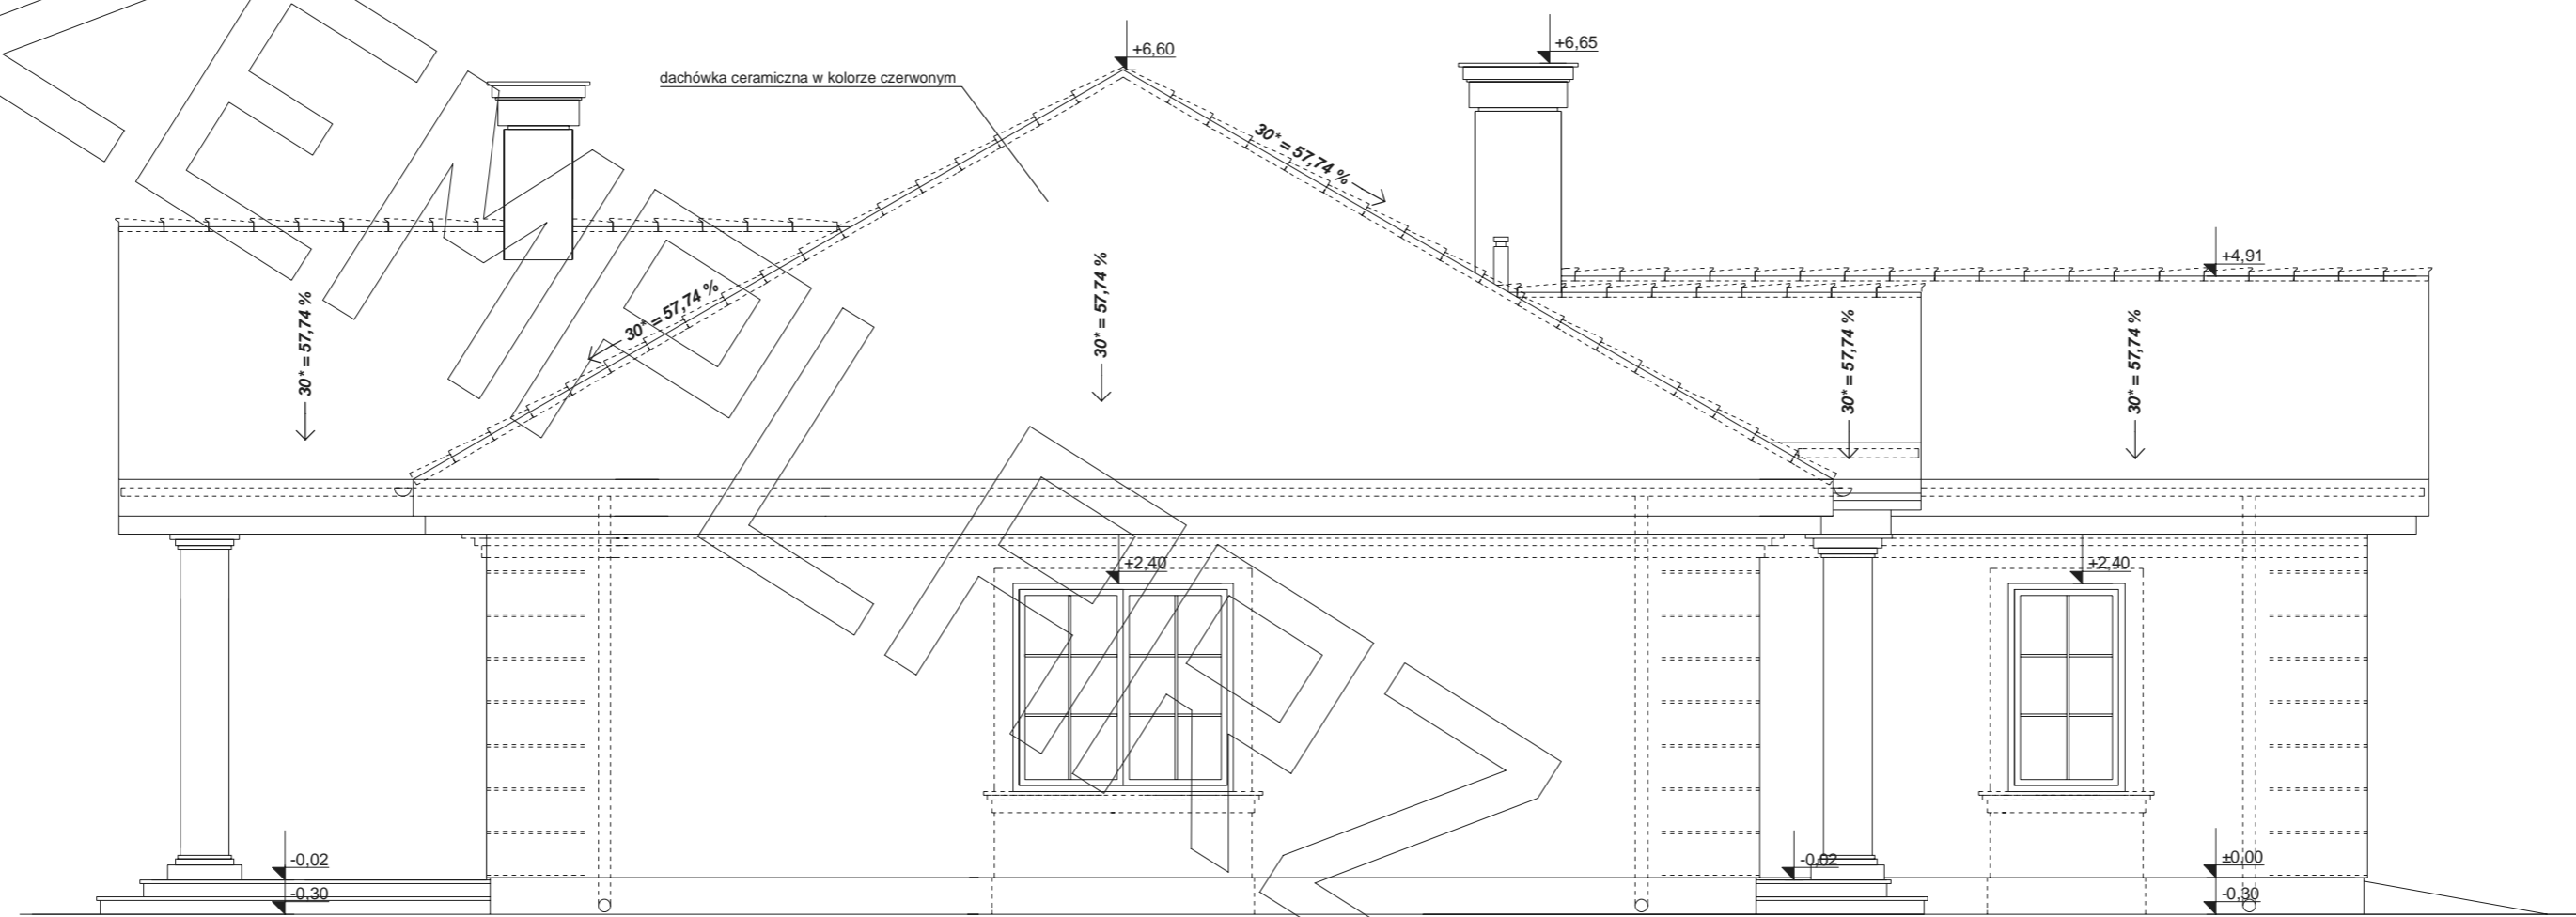 +6,60
+6,65
dachówka ceramiczna w kolorze czerwonym
30* = 57,74 %
+4,91
30* = 57,74 %
30* = 57,74 %
30* = 57,74 %
30* = 57,74 %
30* = 57,74 %
+2,40
+2,40
-0,02
-0,02
±0,00
-0,30
-0,30